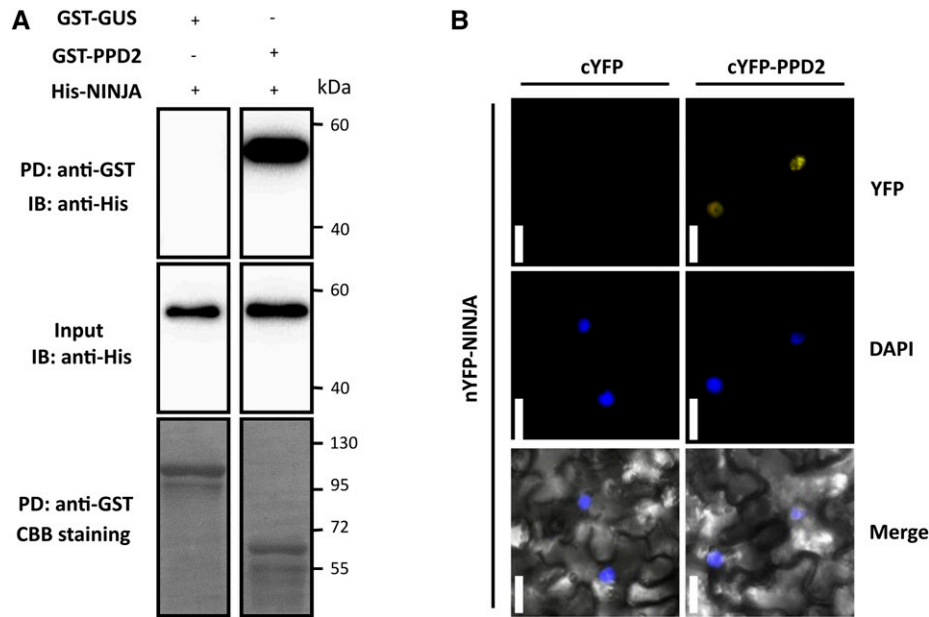 A
GST-GUS + -
GST-PPD2 - +
His-NINJA + + kDa
PD: anti-GST
IB: anti-His
60
40
Input
IB: anti-His
60
40
PD: anti-GST
CBB staining
130
95
72
55
B
cYFP cYFP-PPD2
nYFP-NINJA
YFP
DAPI
Merge